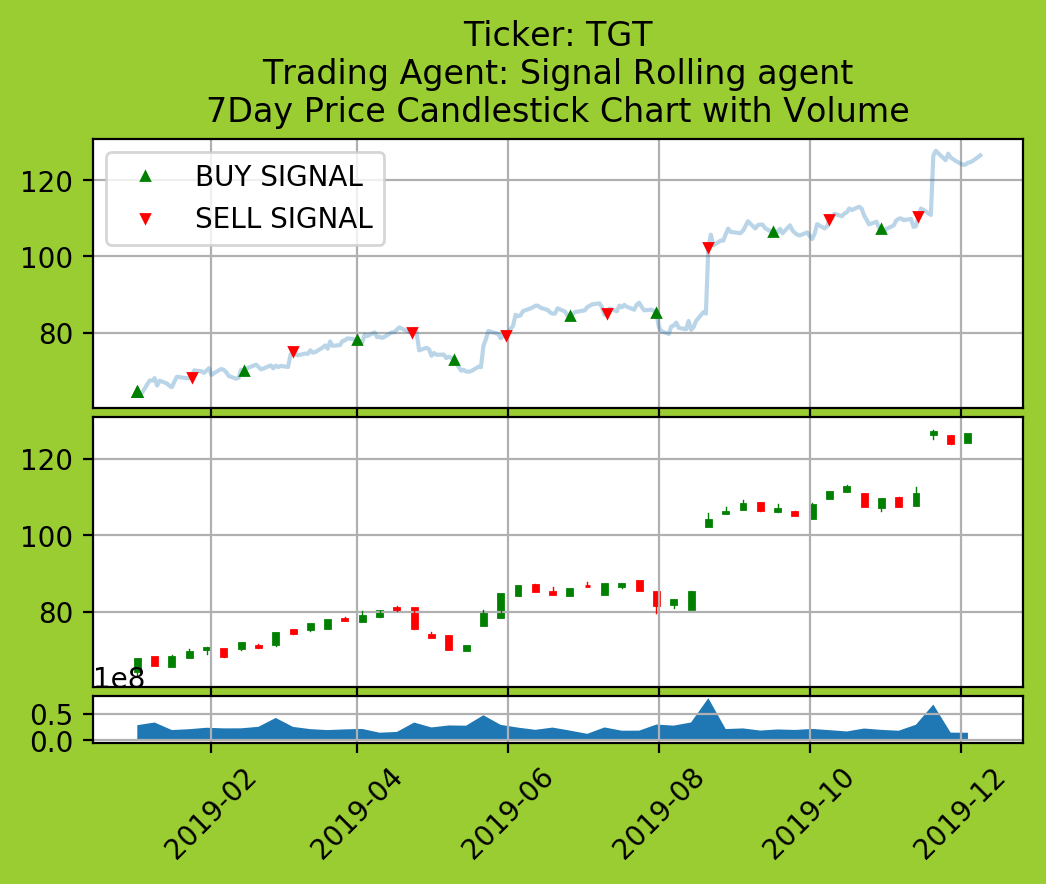 Ticker: TGT
Trading Agent: Signal Rolling agent
7Day Price Candlestick Chart with Volume
BUY SIGNAL
SELL SIGNAL
120
100
80
120
100
80
1e8
0.5
0.0
2019-02
2019-04
2019-06
2019-08
2019-10
2019-12